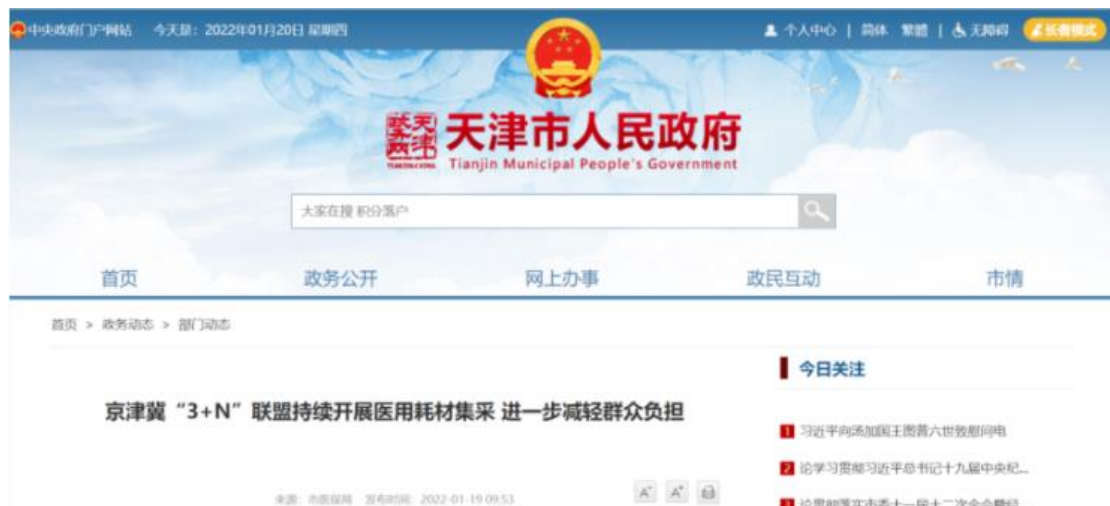 中央政府门户网站 今天是：2022年01月20日 星期四 个人中心 | 简体 繁體 | 无障碍 长者模式
天津政务网 天津市人民政府
Tianjin Municipal People's Government
大家在搜 积分落户
首页 政务公开 网上办事 政民互动 市情
首页 > 政务动态 > 部门动态
今日关注
京津冀“3+N”联盟持续开展医用耗材集采 进一步减轻群众负担
1 习近平向汤加国王图普六世致慰问电
2 论学习贯彻习近平总书记十九届中央纪...
来源：市医保局 发布时间：2022-01-19 09:53 A- A+